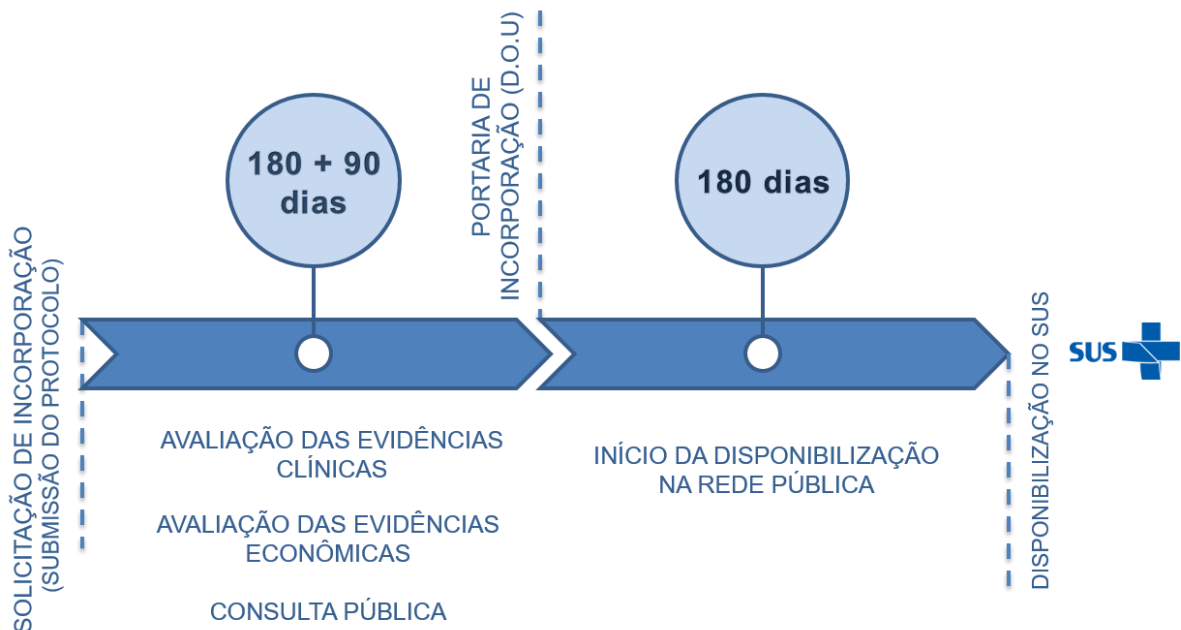 SOLICITAÇÃO DE INCORPORAÇÃO
(SUBMISSÃO DO PROTOCOLO)
180 + 90
dias
AVALIAÇÃO DAS EVIDÊNCIAS
CLÍNICAS
AVALIAÇÃO DAS EVIDÊNCIAS
ECONÔMICAS
CONSULTA PÚBLICA
PORTARIA DE
INCORPORAÇÃO (D.O.U)
180 dias
INÍCIO DA DISPONIBILIZAÇÃO
NA REDE PÚBLICA
DISPONIBILIZAÇÃO NO SUS
SUS